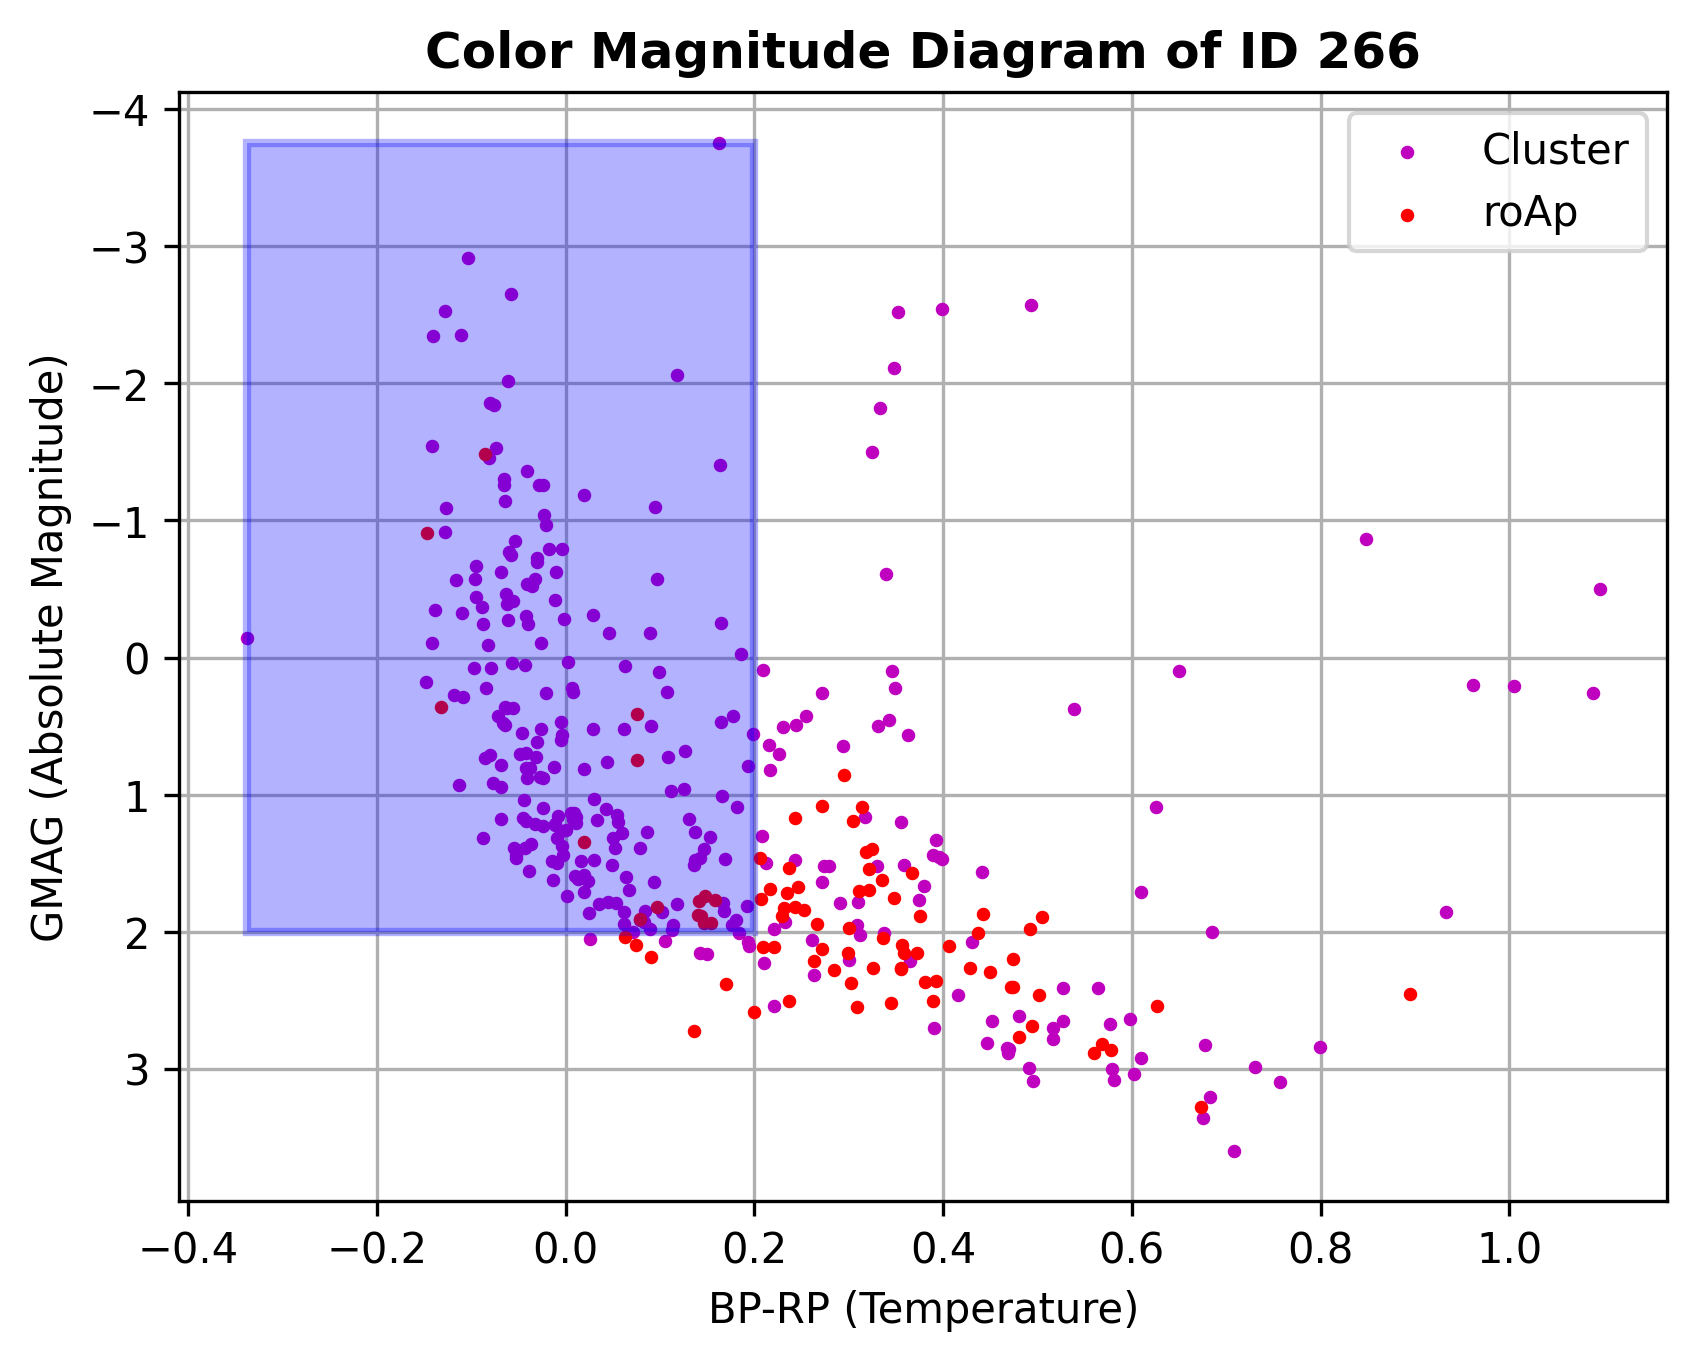 Color Magnitude Diagram of ID 266
Cluster
roAp
−4
−3
−2
−1
0
1
2
3
GMAG (Absolute Magnitude)
−0.4 −0.2 0.0 0.2 0.4 0.6 0.8 1.0
BP-RP (Temperature)